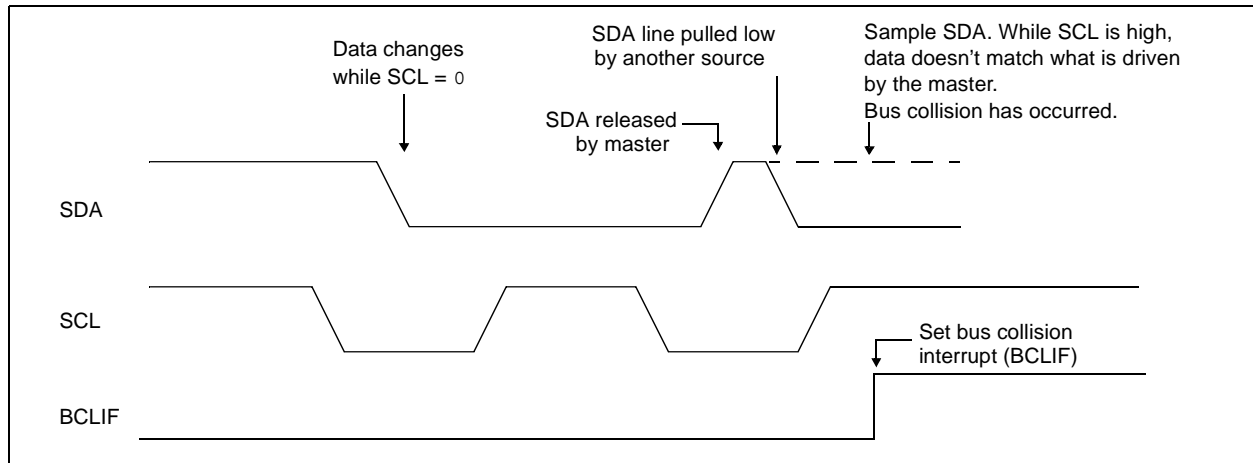 Data changes
while SCL = 0
SDA line pulled low
by another source
Sample SDA. While SCL is high,
data doesn't match what is driven
by the master.
Bus collision has occurred.
SDA released
by master
SDA
SCL
Set bus collision
interrupt (BCLIF)
BCLIF